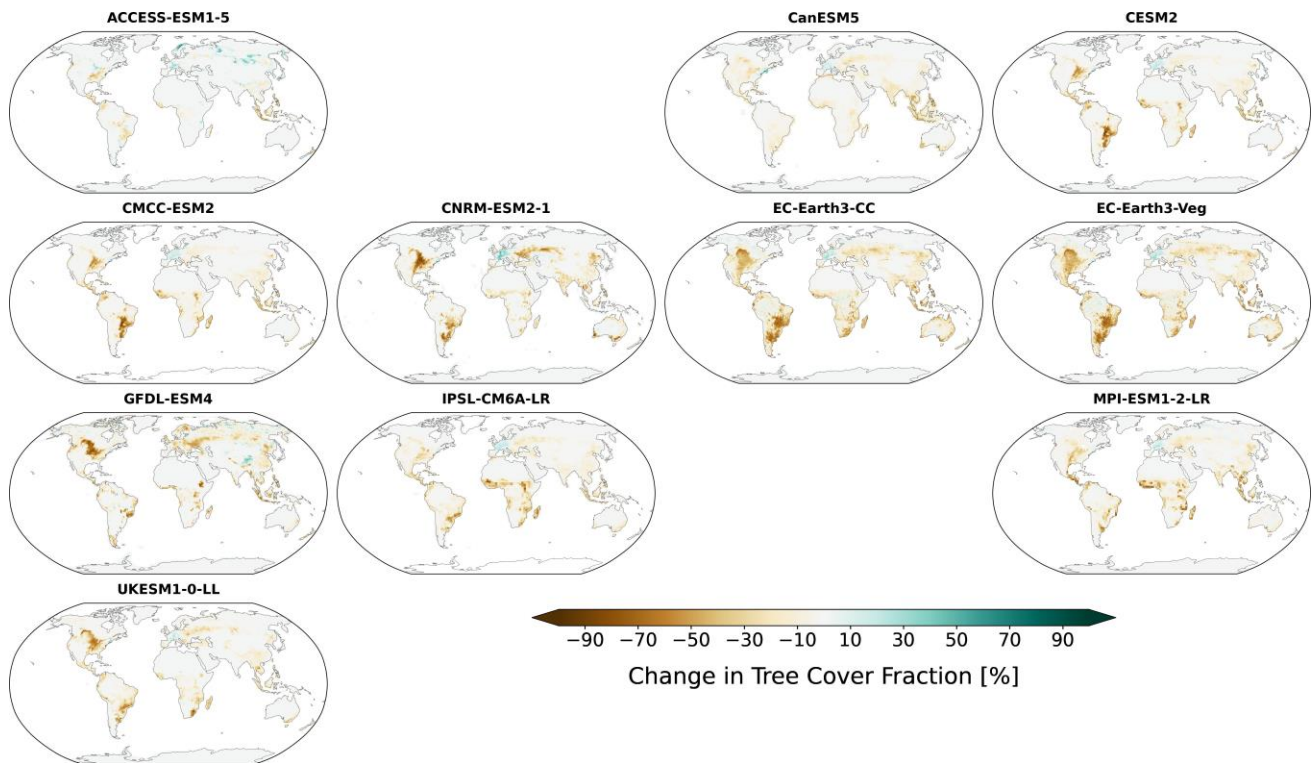 ACCESS-ESM1-5
CanESM5
CESM2
CMCC-ESM2
CNRM-ESM2-1
EC-Earth3-CC
EC-Earth3-Veg
GFDL-ESM4
IPSL-CM6A-LR
MPI-ESM1-2-LR
UKESM1-0-LL
−90 −70 −50 −30 −10 10 30 50 70 90
Change in Tree Cover Fraction [%]